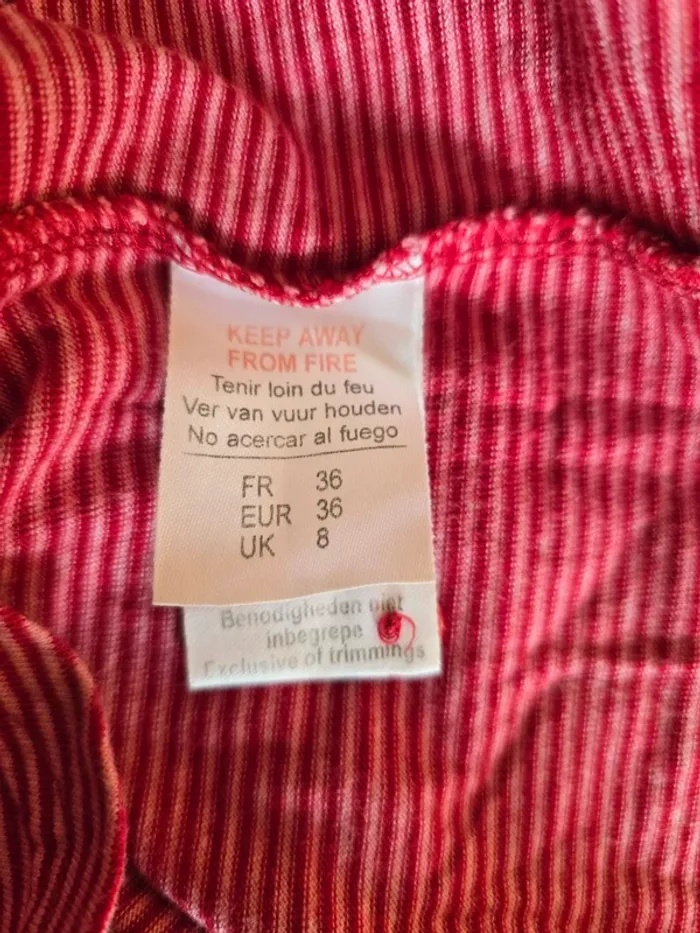 KEEP AWAY
FROM FIRE
Tenir loin du feu
Ver van vuur houden
No acercar al fuego
FR 36
EUR 36
UK 8
Benodigheden niet
inbegrepe
Exclusive of trimmings